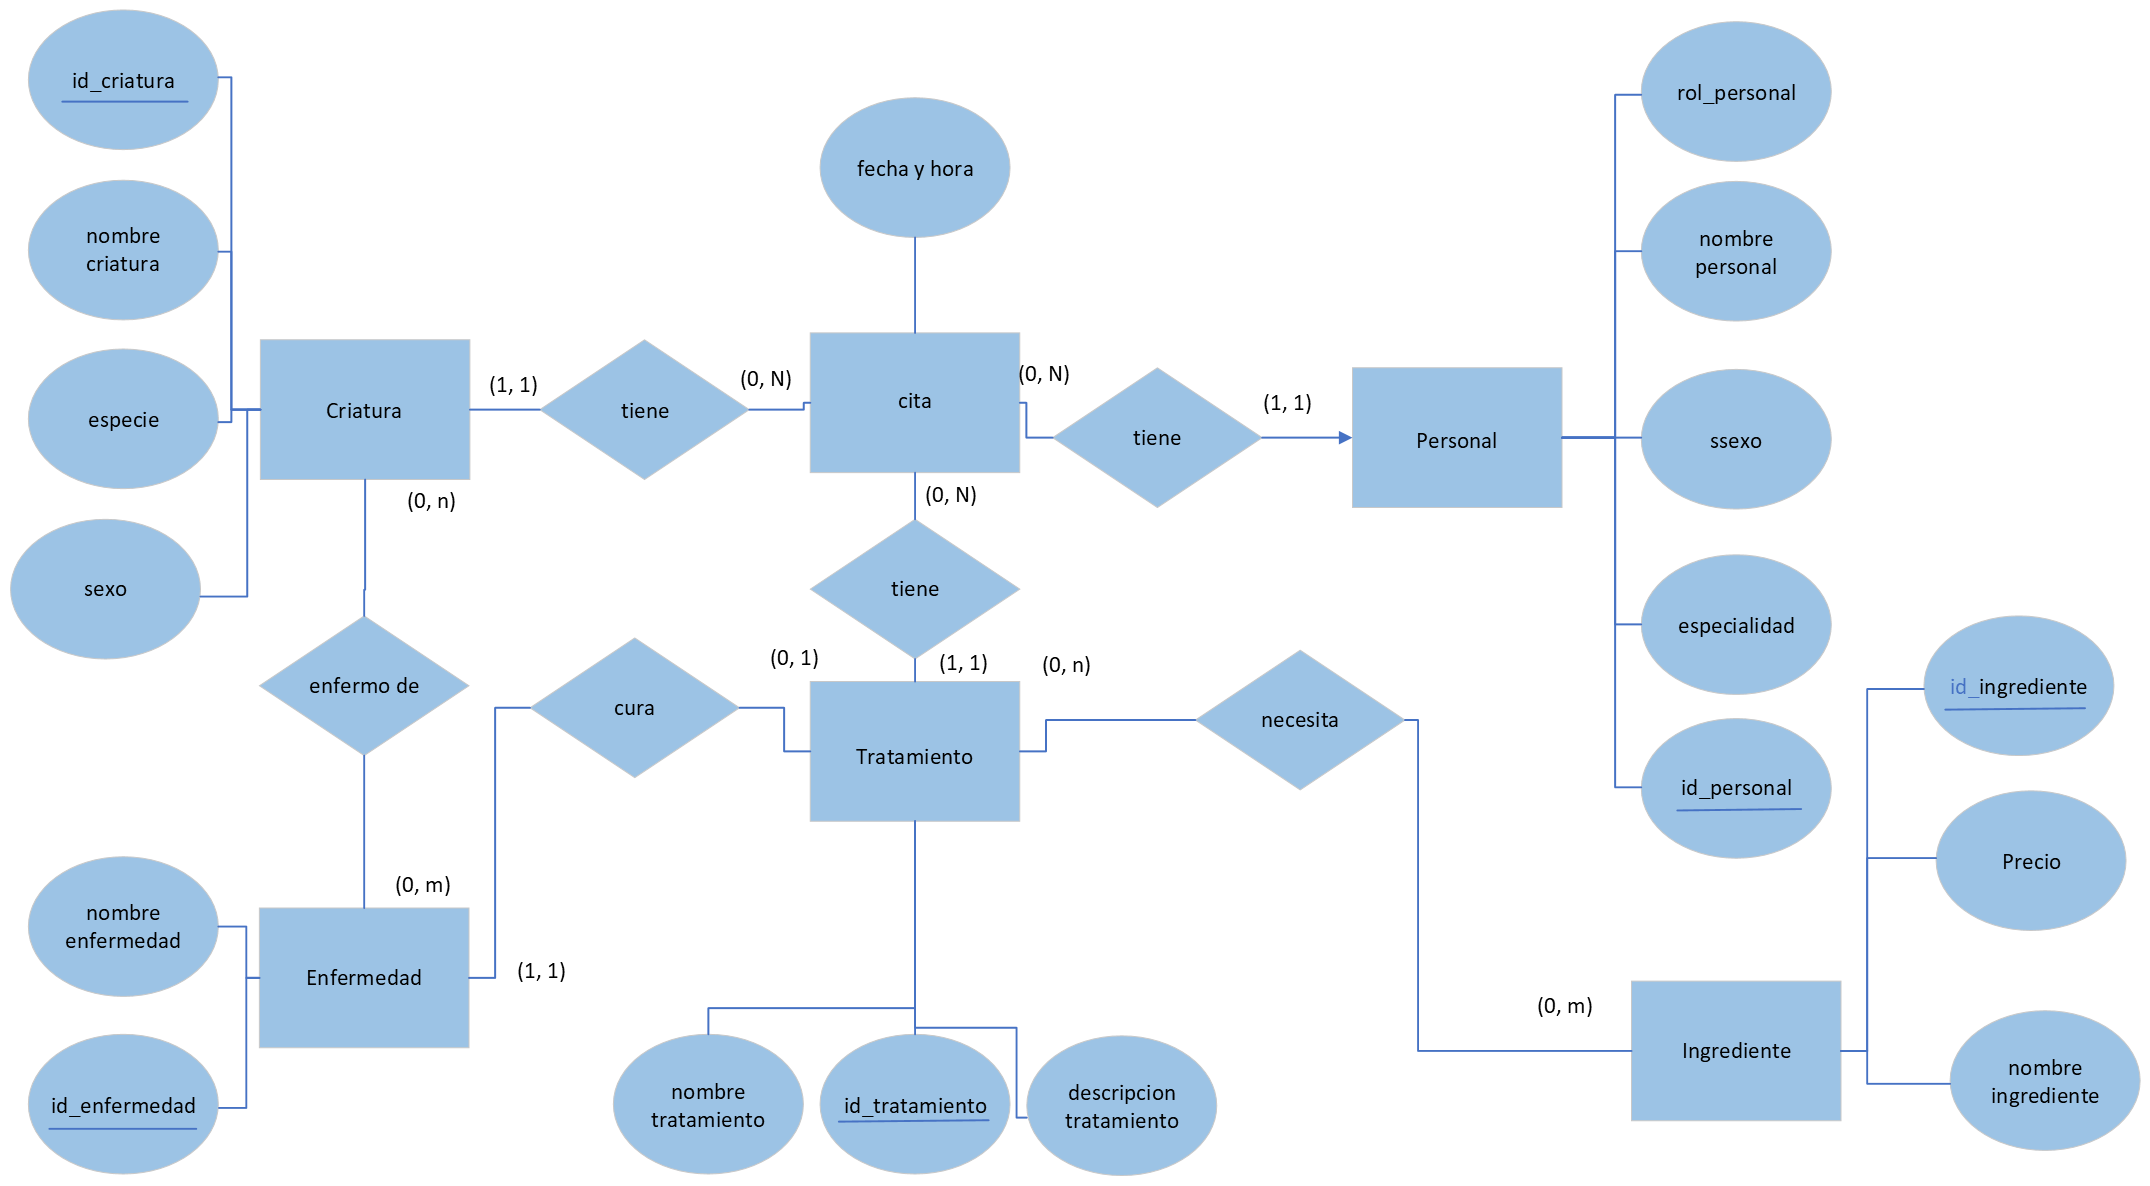 id_criatura
nombre
criatura
especie
sexo
fecha y hora
rol_personal
nombre
personal
ssexo
especialidad
id_personal
Criatura
(1, 1)
tiene
(0, N)
cita
(0, N)
tiene
(1, 1)
Personal
(0, n)
(0, N)
tiene
enfermo de
cura
(0, 1)
(1, 1)
(0, n)
Tratamiento
necesita
id_ingrediente
Precio
nombre
ingrediente
(0, m)
nombre
enfermedad
id_enfermedad
Enfermedad
(1, 1)
(0, m)
Ingrediente
nombre
tratamiento
id_tratamiento
descripcion
tratamiento